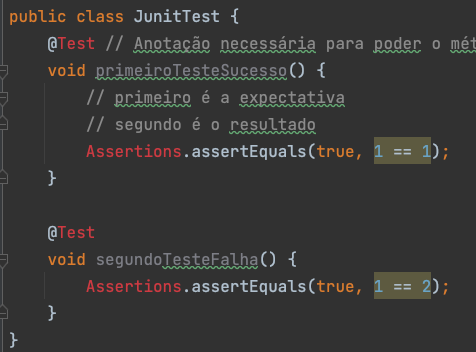 public class JunitTest {
@Test // Anotação necessária para poder o mét
void primeiroTesteSucesso() {
// primeiro é a expectativa
// segundo é o resultado
Assertions.assertEquals(true, 1 == 1);
}
@Test
void segundoTesteFalha() {
Assertions.assertEquals(true, 1 == 2);
}
}